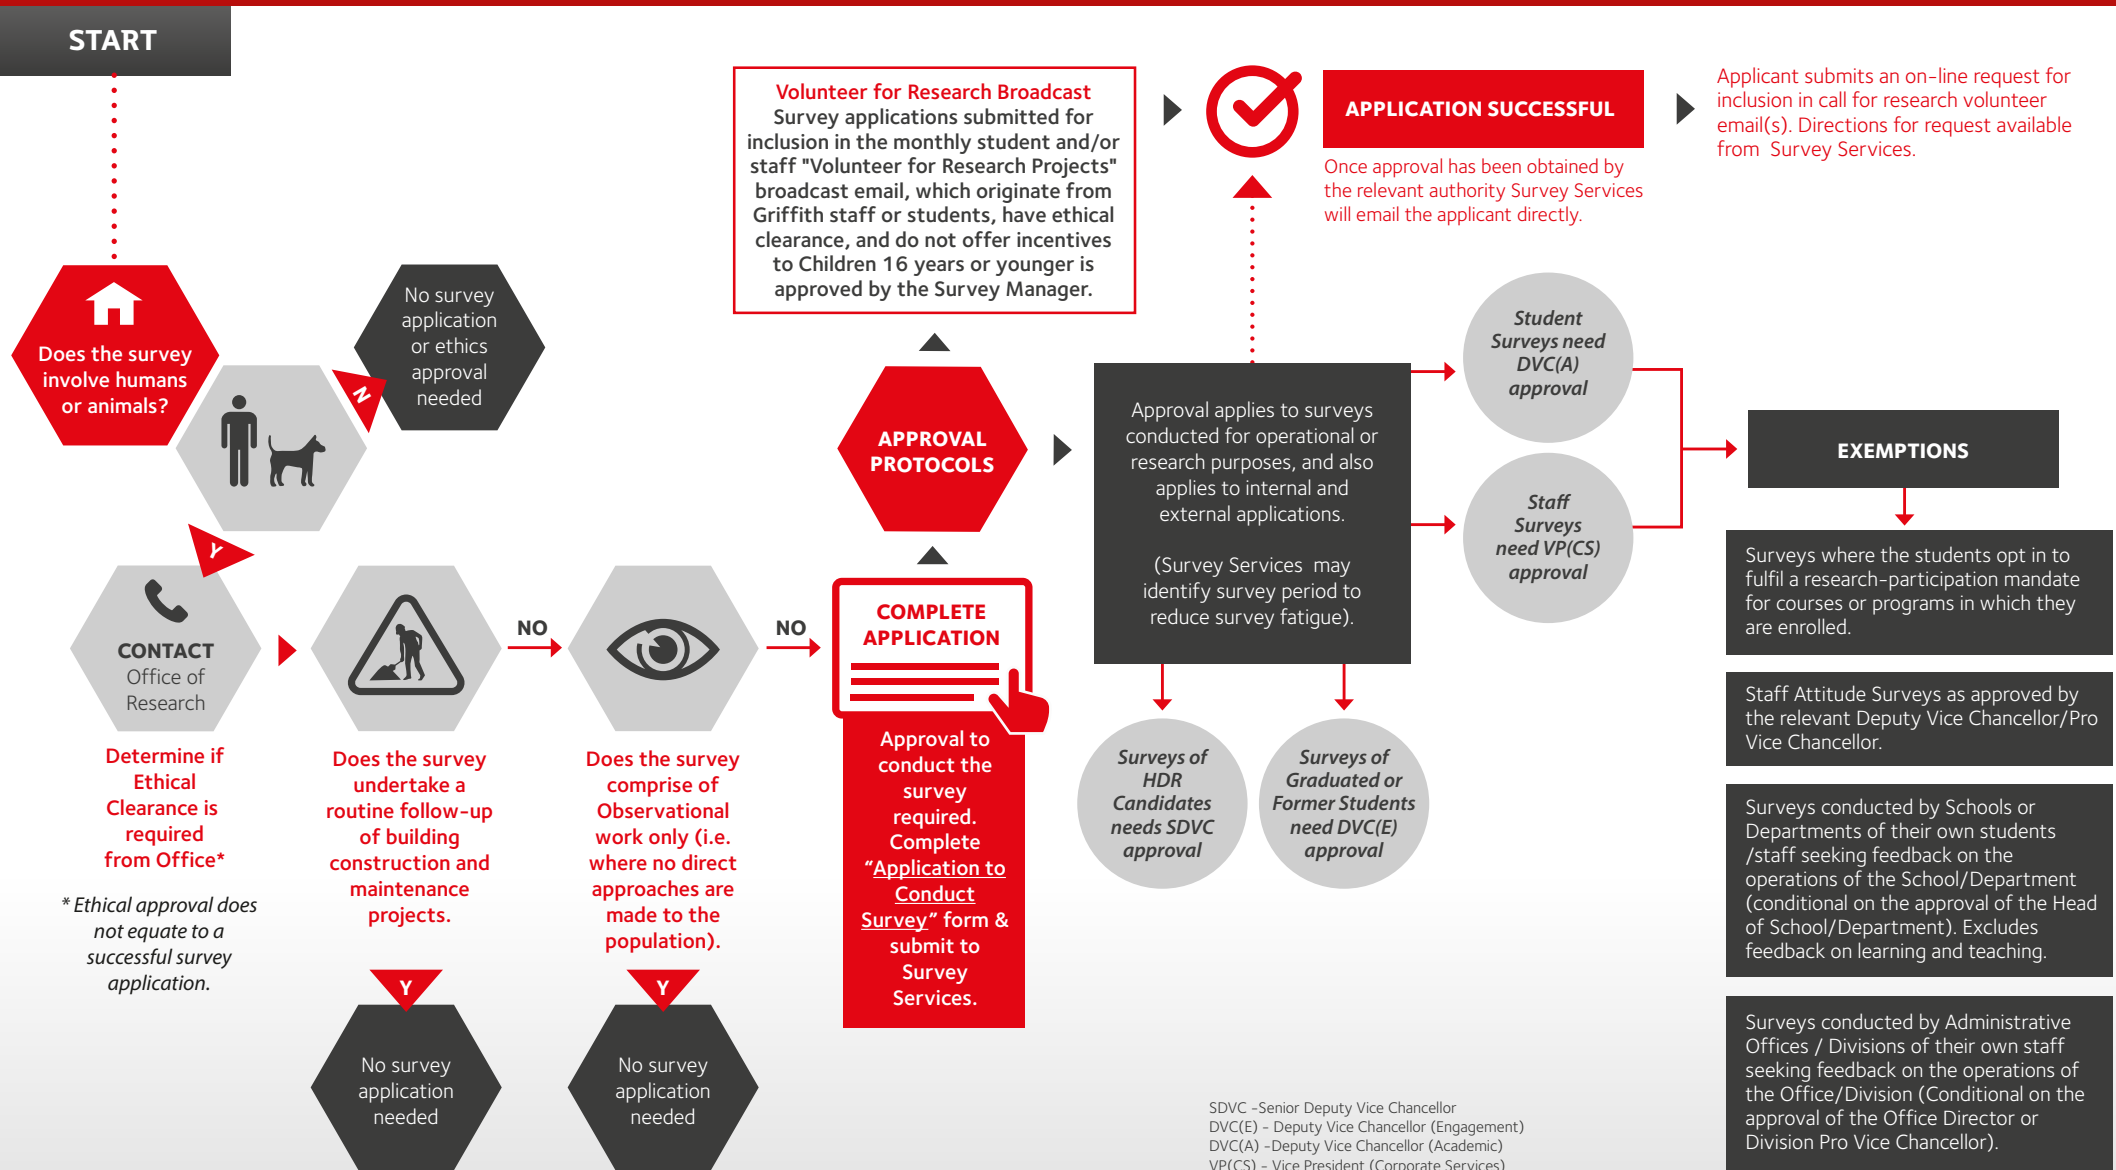 START
Does the survey
involve humans
or animals?
N
No survey
application
or ethics
approval
needed
Y
CONTACT
Office of
Research
Determine if
Ethical
Clearance is
required
from Office*
* Ethical approval does
not equate to a
successful survey
application.
Does the survey
undertake a
routine follow-up
of building
construction and
maintenance
projects.
Y
No survey
application
needed
NO
Does the survey
comprise of
Observational
work only (i.e.
where no direct
approaches are
made to the
population).
Y
No survey
application
needed
NO
COMPLETE
APPLICATION
Approval to
conduct the
survey
required.
Complete
“Application to
Conduct
Survey” form &
submit to
Survey
Services.
APPROVAL
PROTOCOLS
Volunteer for Research Broadcast
Survey applications submitted for
inclusion in the monthly student and/or
staff "Volunteer for Research Projects"
broadcast email, which originate from
Griffith staff or students, have ethical
clearance, and do not offer incentives
to Children 16 years or younger is
approved by the Survey Manager.
APPLICATION SUCCESSFUL
Once approval has been obtained by
the relevant authority Survey Services
will email the applicant directly.
Applicant submits an on-line request for
inclusion in call for research volunteer
email(s). Directions for request available
from Survey Services.
Approval applies to surveys
conducted for operational or
research purposes, and also
applies to internal and
external applications.
(Survey Services may
identify survey period to
reduce survey fatigue).
Student
Surveys need
DVC(A)
approval
Staff
Surveys
need VP(CS)
approval
Surveys of
HDR
Candidates
needs SDVC
approval
Surveys of
Graduated or
Former Students
need DVC(E)
approval
EXEMPTIONS
Surveys where the students opt in to
fulfil a research-participation mandate
for courses or programs in which they
are enrolled.
Staff Attitude Surveys as approved by
the relevant Deputy Vice Chancellor/Pro
Vice Chancellor.
Surveys conducted by Schools or
Departments of their own students
/staff seeking feedback on the
operations of the School/Department
(conditional on the approval of the Head
of School/Department). Excludes
feedback on learning and teaching.
Surveys conducted by Administrative
Offices / Divisions of their own staff
seeking feedback on the operations of
the Office/Division (Conditional on the
approval of the Office Director or
Division Pro Vice Chancellor).
SDVC -Senior Deputy Vice Chancellor
DVC(E) - Deputy Vice Chancellor (Engagement)
DVC(A) -Deputy Vice Chancellor (Academic)
VP(CS) - Vice President (Corporate Services)